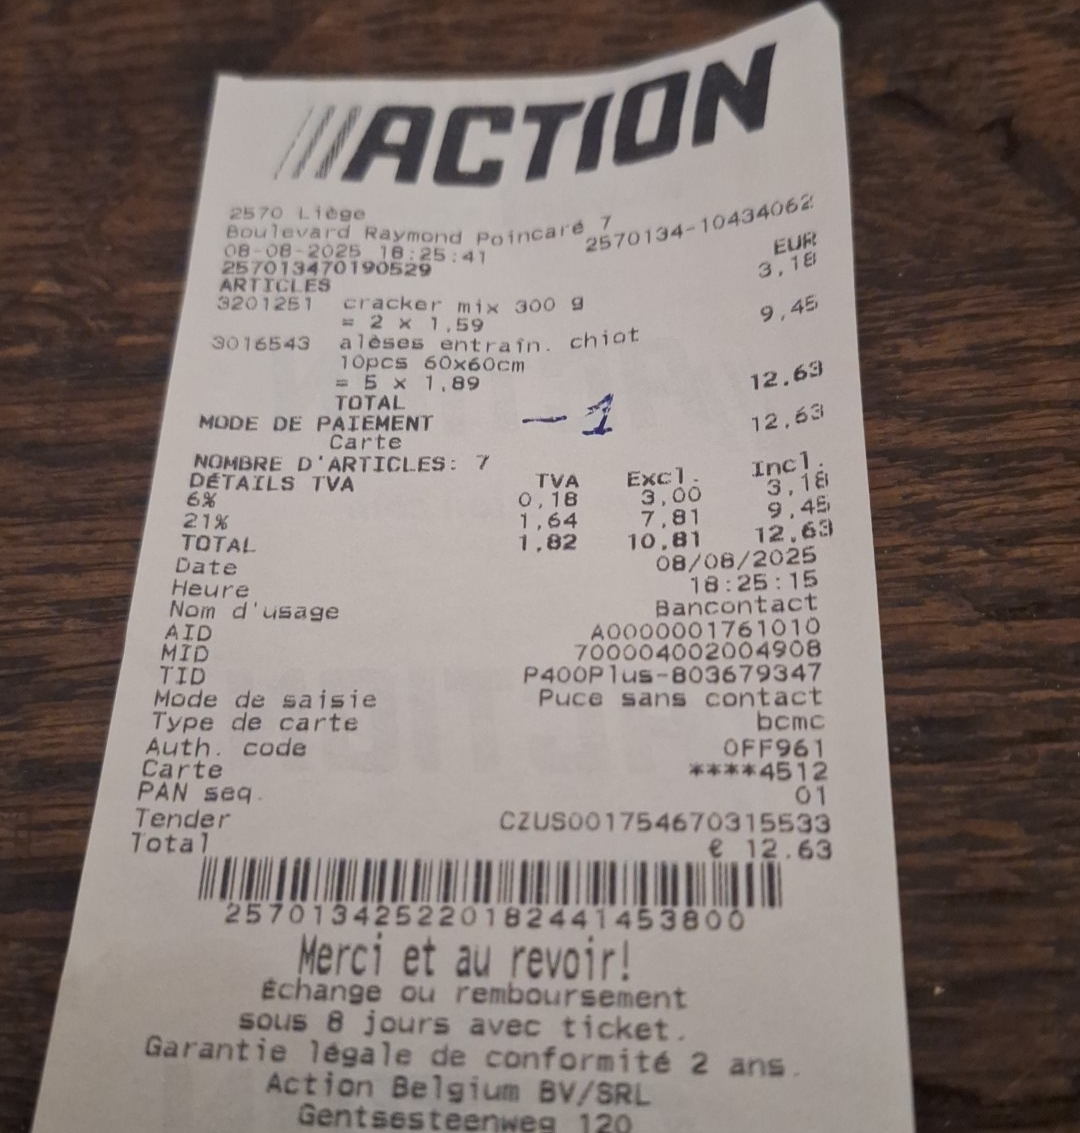 ACTION
2570 Liège
Boulevard Raymond Poincaré 7
08-08-2025 18:25:41 2570134-10434062
257013470190529 EUR
ARTICLES
3201251 cracker mix 300 g 3,18
= 2 x 1,59
3016543 alèses entraîn. chiot 9,45
10pcs 60x60cm
= 5 x 1,89
TOTAL 12.63
MODE DE PAIEMENT - 1
Carte 12,63
NOMBRE D'ARTICLES: 7
DÉTAILS TVA TVA Excl. Incl.
6% 0,18 3,00 3,18
21% 1,64 7,81 9,45
TOTAL 1,82 10,81 12,63
Date 08/08/2025
Heure 18:25:15
Nom d'usage Bancontact
AID A0000001761010
MID 700004002004908
TID P400Plus-803679347
Mode de saisie Puce sans contact
Type de carte bcmc
Auth. code 0FF961
Carte ****4512
PAN seq. 01
Tender CZUS001754670315533
Total € 12.63
2570134252201824414538​00
Merci et au revoir!
Échange ou remboursement
sous 8 jours avec ticket.
Garantie légale de conformité 2 ans.
Action Belgium BV/SRL
Gentsesteenweg 120